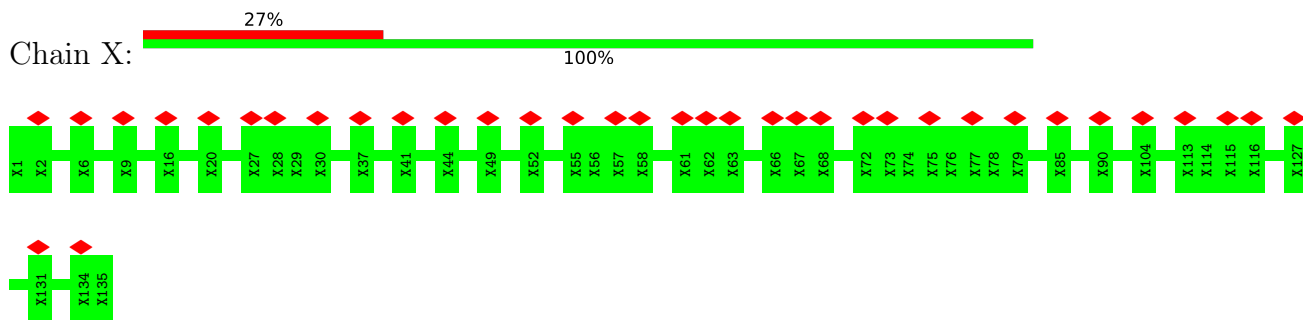 27%
Chain X:
100%
X1 X2 X6 X9 X16 X20 X27 X28 X29 X30 X37 X41 X44 X49 X52 X55 X56 X57 X58 X61 X62 X63 X66 X67 X68 X72 X73 X74 X75 X76 X77 X78 X79 X85 X90 X104 X113 X114 X115 X116 X127
X131 X134 X135